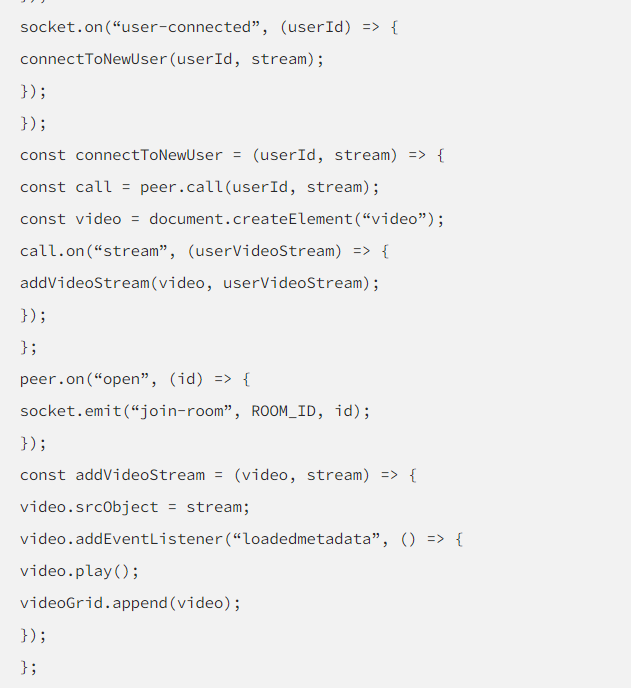 });
socket.on(“user-connected”, (userId) => {
connectToNewUser(userId, stream);
});
});
const connectToNewUser = (userId, stream) => {
const call = peer.call(userId, stream);
const video = document.createElement(“video”);
call.on(“stream”, (userVideoStream) => {
addVideoStream(video, userVideoStream);
});
};
peer.on(“open”, (id) => {
socket.emit(“join-room”, ROOM_ID, id);
});
const addVideoStream = (video, stream) => {
video.srcObject = stream;
video.addEventListener(“loadedmetadata”, () => {
video.play();
videoGrid.append(video);
});
};